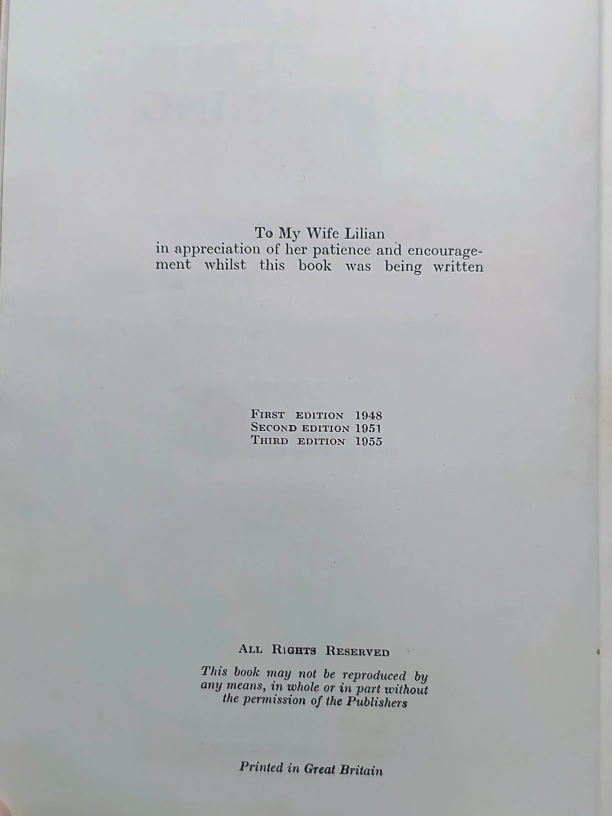 To My Wife Lilian
in appreciation of her patience and encourage-
ment whilst this book was being written
First edition 1948
Second edition 1951
Third edition 1955
All Rights Reserved
This book may not be reproduced by
any means, in whole or in part without
the permission of the Publishers
Printed in Great Britain